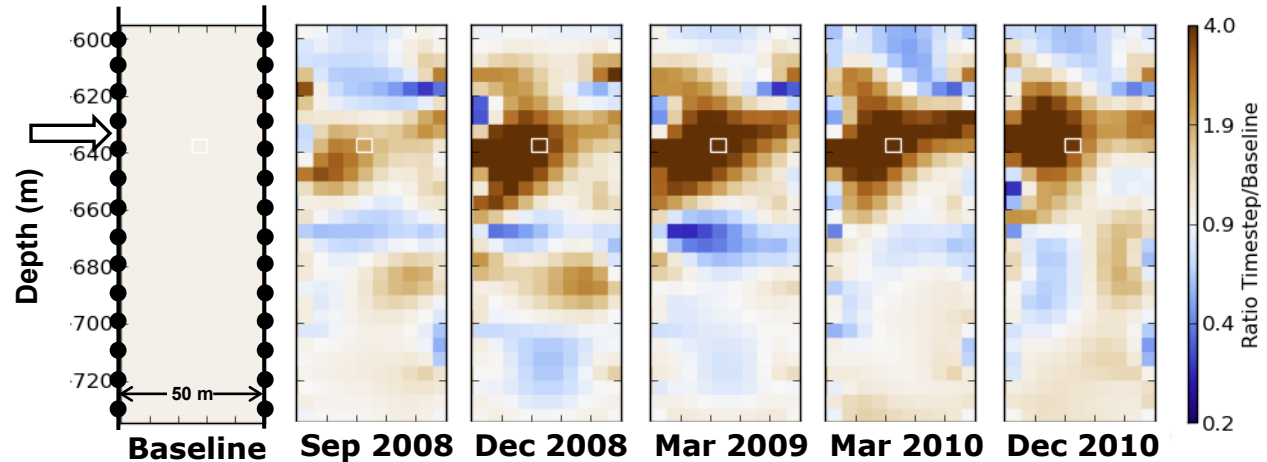 Depth (m)
-600
-620
-640
-660
-680
-700
-720
50 m
Baseline
Sep 2008
Dec 2008
Mar 2009
Mar 2010
Dec 2010
4.0
1.9
0.9
0.4
0.2
Ratio Timestep/Baseline